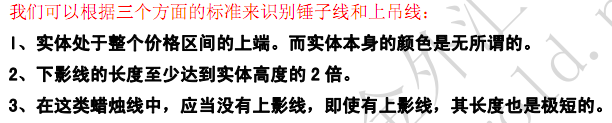 我们可以根据三个方面的标准来识别锤子线和上吊线：
1、实体处于整个价格区间的上端。而实体本身的颜色是无所谓的。
2、下影线的长度至少达到实体高度的 2 倍。
3、在这类蜡烛线中，应当没有上影线，即使有上影线，其长度也是极短的。